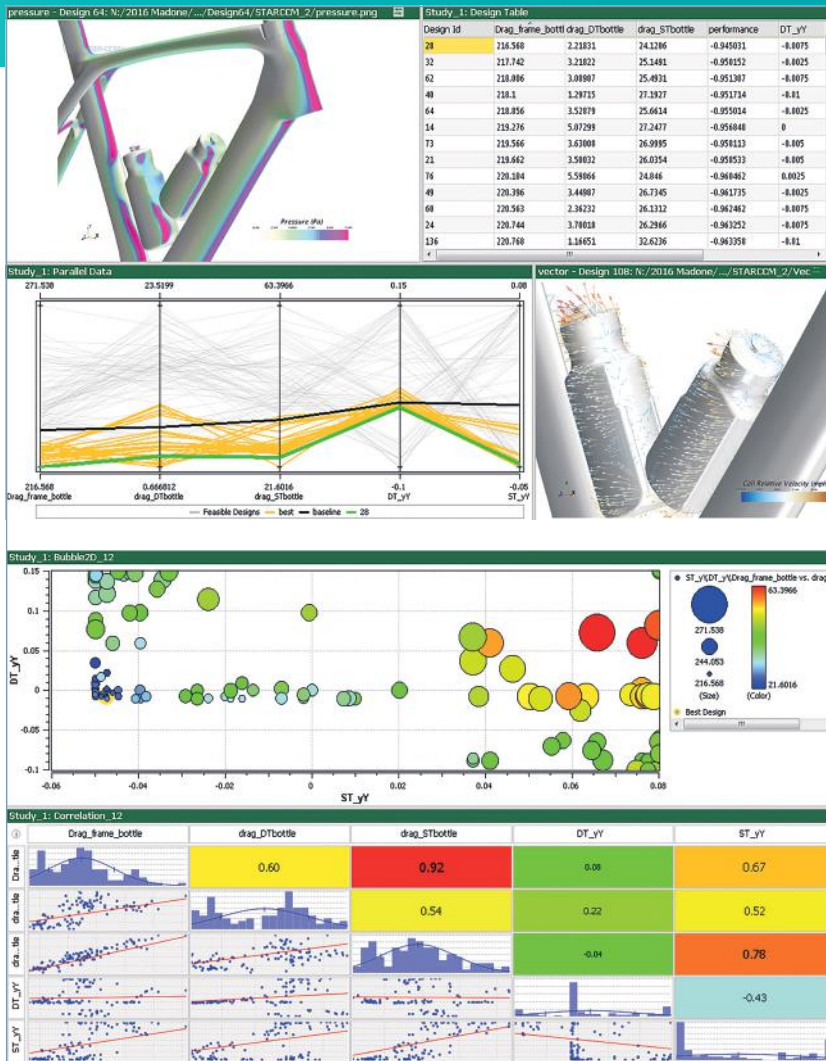 pressure - Design 64: N:/2016 Madone/.../Design64/STARCCM_2/pressure.png
Pressure (Pa)
Study_1: Design Table
Design Id Drag_frame_bottl drag_DTbottle drag_STbottle performance DT_yY
28 216.568 2.21831 24.1206 -0.945031 -0.0075
32 217.742 3.21822 25.1491 -0.950152 -0.0025
62 218.006 3.00907 25.4931 -0.951307 -0.0075
40 218.1 1.29715 27.1927 -0.951714 -0.01
64 218.856 3.52879 25.6614 -0.955014 -0.0025
14 219.276 5.07299 27.2477 -0.956848 0
73 219.566 3.63008 26.9995 -0.958113 -0.005
21 219.662 3.50032 26.0354 -0.958533 -0.005
76 220.104 5.59866 24.846 -0.960462 0.0025
49 220.396 3.44907 26.7345 -0.961735 -0.0025
60 220.563 2.36232 26.1312 -0.962462 -0.0075
24 220.744 3.70018 26.2966 -0.963252 -0.0075
136 220.768 1.16651 32.6236 -0.963358 -0.01
Study_1: Parallel Data
271.538 23.5199 63.3966 0.15 0.08
216.568 0.666812 21.6016 -0.1 -0.05
Drag_frame_bottle drag_DTbottle drag_STbottle DT_yY ST_yY
Feasible Designs best baseline 28
vector - Design 108: N:/2016 Madone/.../STARCCM_2/Vec
Cell Relative Velocity (mph)
Study_1: Bubble2D_12
0.15
0.1
0.05
0
-0.05
-0.1
DT_yY
-0.06 -0.04 -0.02 0 0.02 0.04 0.06 0.08
ST_yY
ST_yY\DT_yY\Drag_frame_bottle vs. drag
63.3966
271.538
244.053
216.568
21.6016
(Size) (Color)
Best Design
Study_1: Correlation_12
Drag_frame_bottle drag_DTbottle drag_STbottle DT_yY ST_yY
Dra...tle 0.60 0.92 0.08 0.67
dra...tle 0.54 0.22 0.52
dra...tle -0.04 0.78
DT_yY -0.43
ST_yY